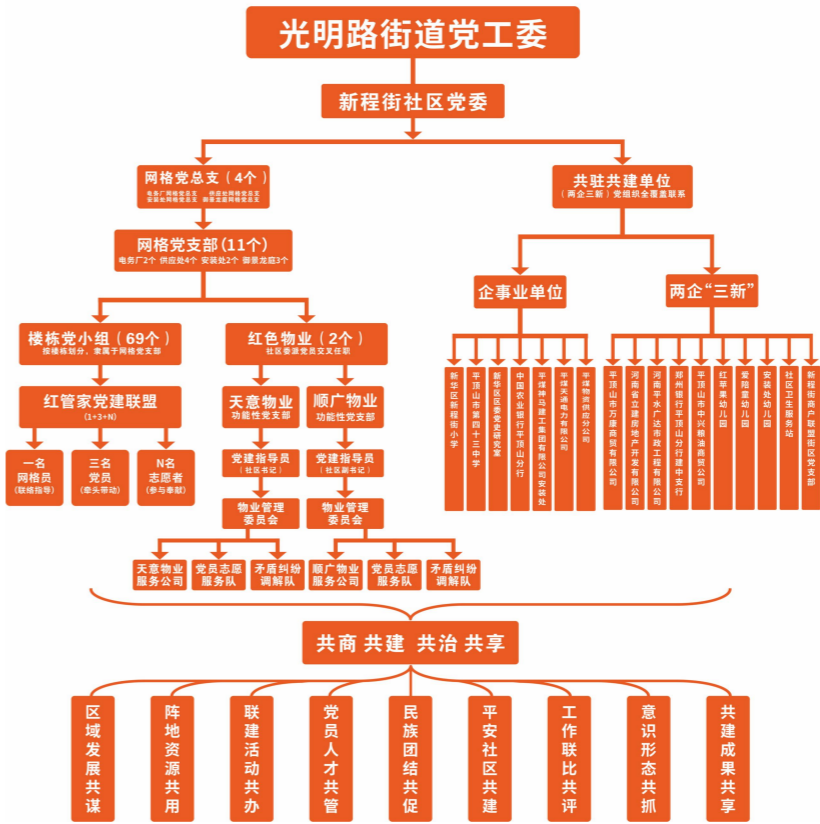 光明路街道党工委
新程街社区党委
网格党总支（4个）
电务厂网格党总支 供应处网格党总支
安装处网格党总支 御景龙庭网格党总支
共驻共建单位
（两企三新）党组织全覆盖联系
网格党支部(11个)
电务厂2个 供应处4个 安装处2个 御景龙庭3个
企事业单位
两企“三新”
楼栋党小组（69个）
按楼栋划分，隶属于网格党支部
红色物业（2个）
社区委派党员交叉任职
红管家党建联盟
(1+3+N)
天意物业
功能性党支部
顺广物业
功能性党支部
一名
网格员
(联络指导)
三名
党员
(牵头带动)
N名
志愿者
(参与奉献)
党建指导员
（社区书记）
党建指导员
（社区副书记）
物业管理
委员会
物业管理
委员会
天意物业
服务公司
党员志愿
服务队
矛盾纠纷
调解队
顺广物业
服务公司
党员志愿
服务队
矛盾纠纷
调解队
新华区新程街小学
平顶山市第四十三中学
新华区区委党史研究室
中国农业银行平顶山分行
平煤神马建工集团有限公司安装处
平煤天通电力有限公司
平煤物资供应分公司
平顶山市万康商贸有限公司
河南省立建房地产开发有限公司
河南平水广达市政工程有限公司
郑州银行平顶山分行建中支行
平顶山市中兴粮油商贸公司
红苹果幼儿园
爱陪童幼儿园
安装处幼儿园
社区卫生服务站
新程街商户联盟街区党支部
共商 共建 共治 共享
区域发展共谋
阵地资源共用
联建活动共办
党员人才共管
民族团结共促
平安社区共建
工作联比共评
意识形态共抓
共建成果共享